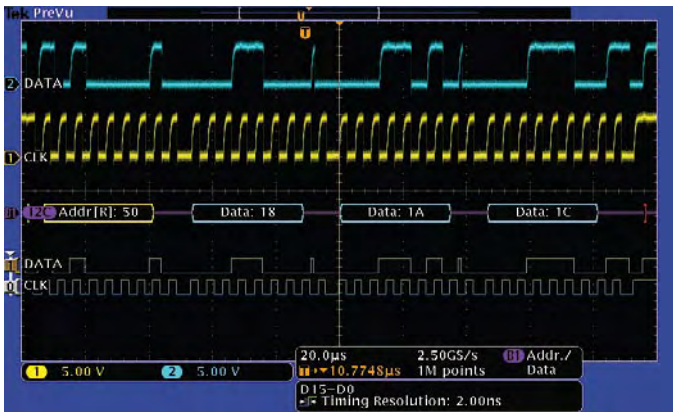 Tek PreVu
U
T
2 DATA
1 CLK
B1 I2C Addr[R]: 50 Data: 18 Data: 1A Data: 1C
DATA
0 CLK
20.0µs 2.50GS/s B1 Addr./
1 5.00 V 2 5.00 V 10.7748µs 1M points Data
D15-D0
Timing Resolution: 2.00ns